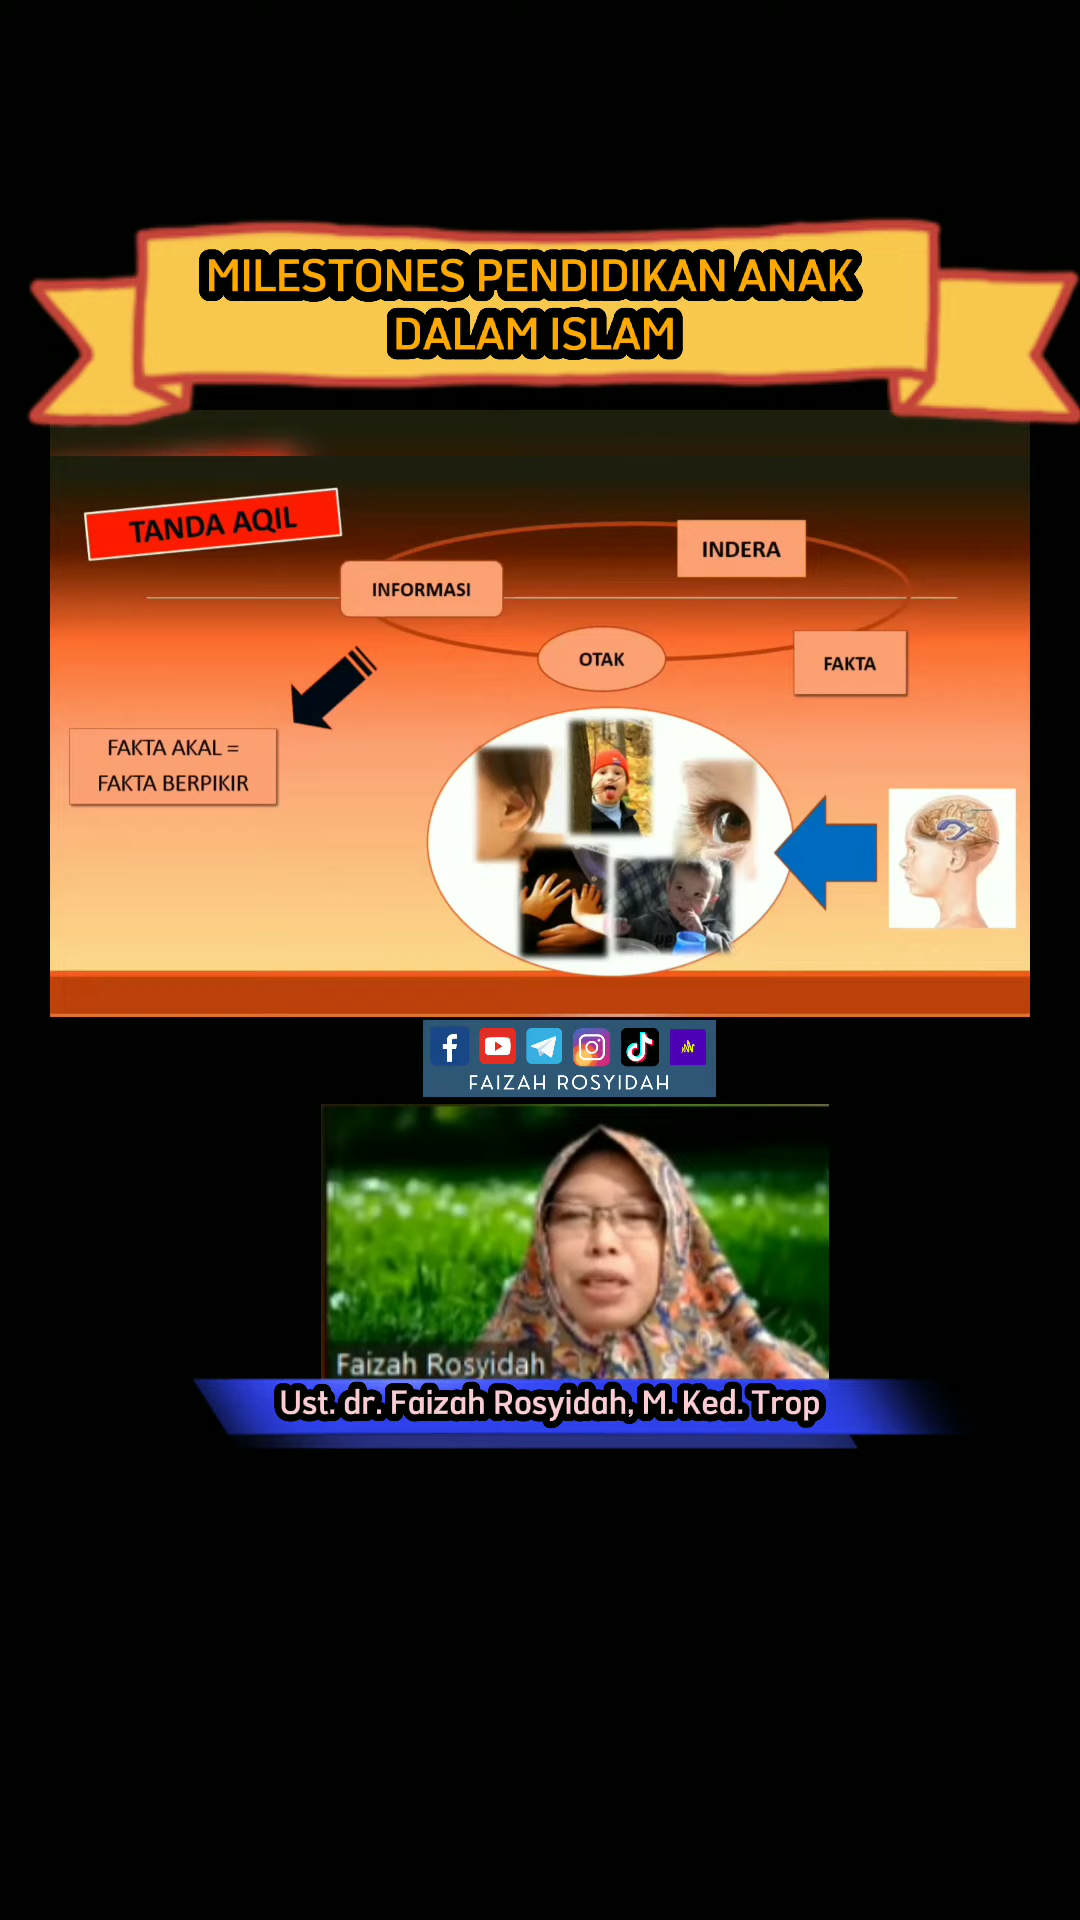 MILESTONES PENDIDIKAN ANAK
DALAM ISLAM
TANDA AQIL
INDERA
INFORMASI
OTAK
FAKTA
FAKTA AKAL =
FAKTA BERPIKIR
FAIZAH ROSYIDAH
Faizah Rosyidah
Ust. dr. Faizah Rosyidah, M. Ked. Trop